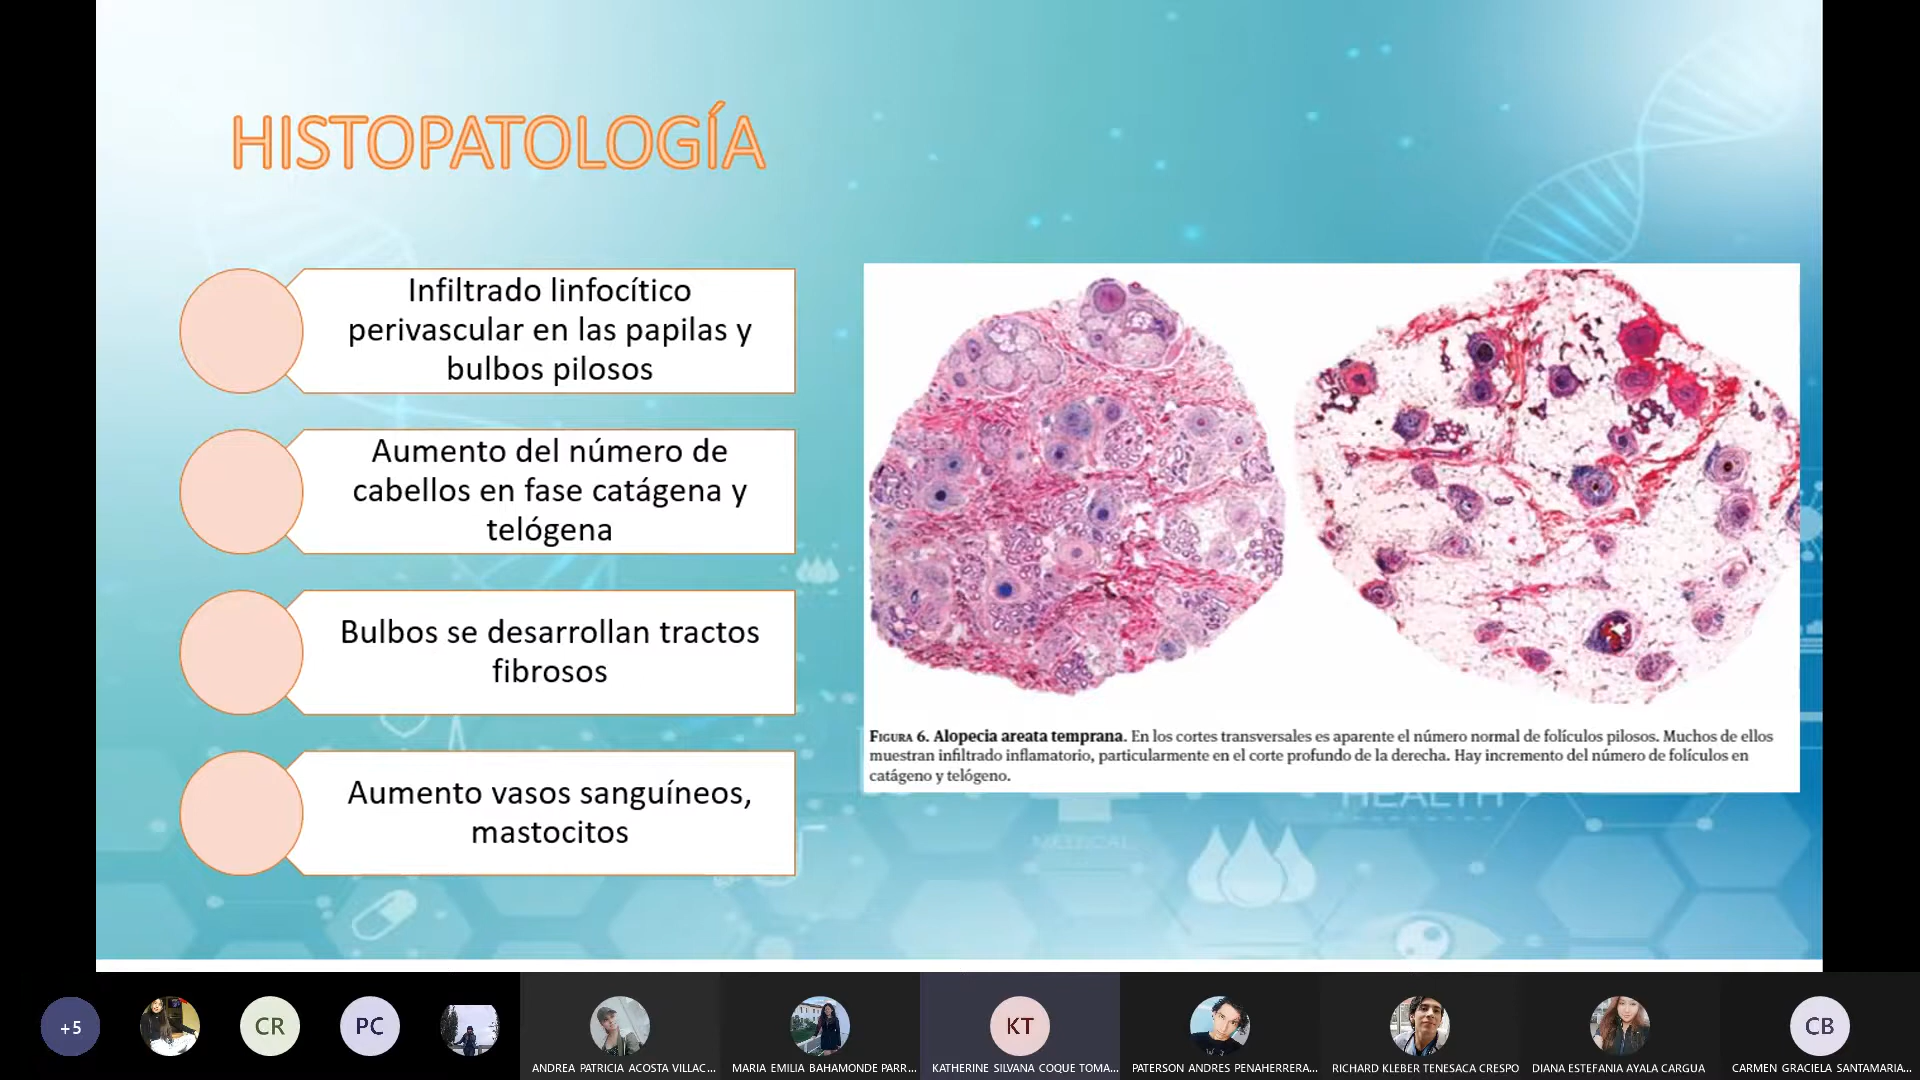 HISTOPATOLOGÍA
Infiltrado linfocítico
perivascular en las papilas y
bulbos pilosos
Aumento del número de
cabellos en fase catágena y
telógena
Bulbos se desarrollan tractos
fibrosos
Aumento vasos sanguíneos,
mastocitos
FIGURA 6. Alopecia areata temprana. En los cortes transversales es aparente el número normal de folículos pilosos. Muchos de ellos
muestran infiltrado inflamatorio, particularmente en el corte profundo de la derecha. Hay incremento del número de folículos en
catágeno y telógeno.
HEALTH
MEDICAL
+5
CR
PC
KT
CB
ANDREA PATRICIA ACOSTA VILLAC...
MARIA EMILIA BAHAMONDE PARR...
KATHERINE SILVANA COQUE TOMA...
PATERSON ANDRES PENAHERRERA...
RICHARD KLEBER TENESACA CRESPO
DIANA ESTEFANIA AYALA CARGUA
CARMEN GRACIELA SANTAMARIA...